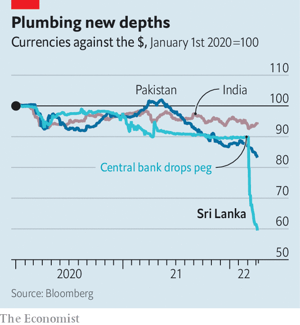 Plumbing new depths
Currencies against the $, January 1st 2020=100
110
Pakistan
India
100
90
Central bank drops peg
80
70
Sri Lanka
60
50
2020
21
22
Source: Bloomberg
The Economist